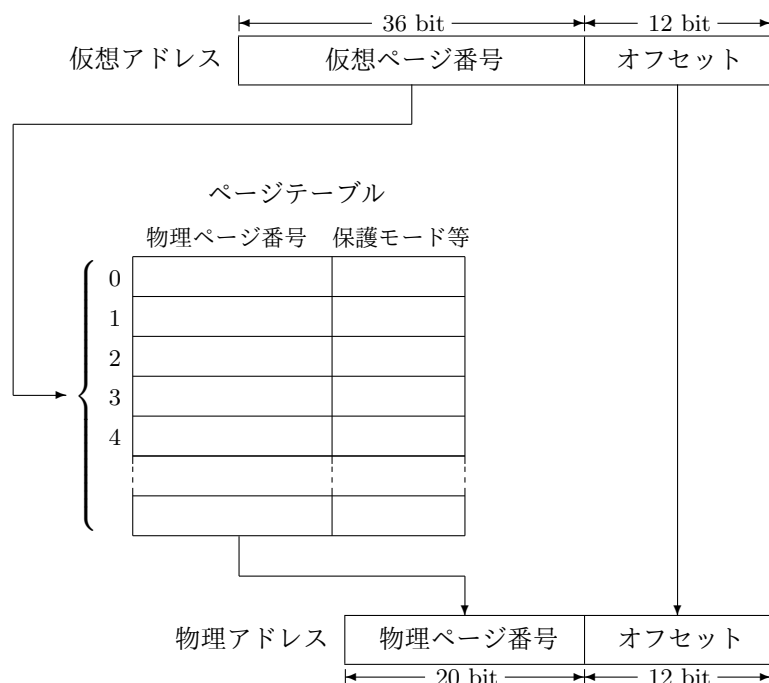 36 bit 12 bit
仮想アドレス 仮想ページ番号 オフセット
ページテーブル
物理ページ番号 保護モード等
0
1
2
3
4
物理アドレス 物理ページ番号 オフセット
20 bit 12 bit